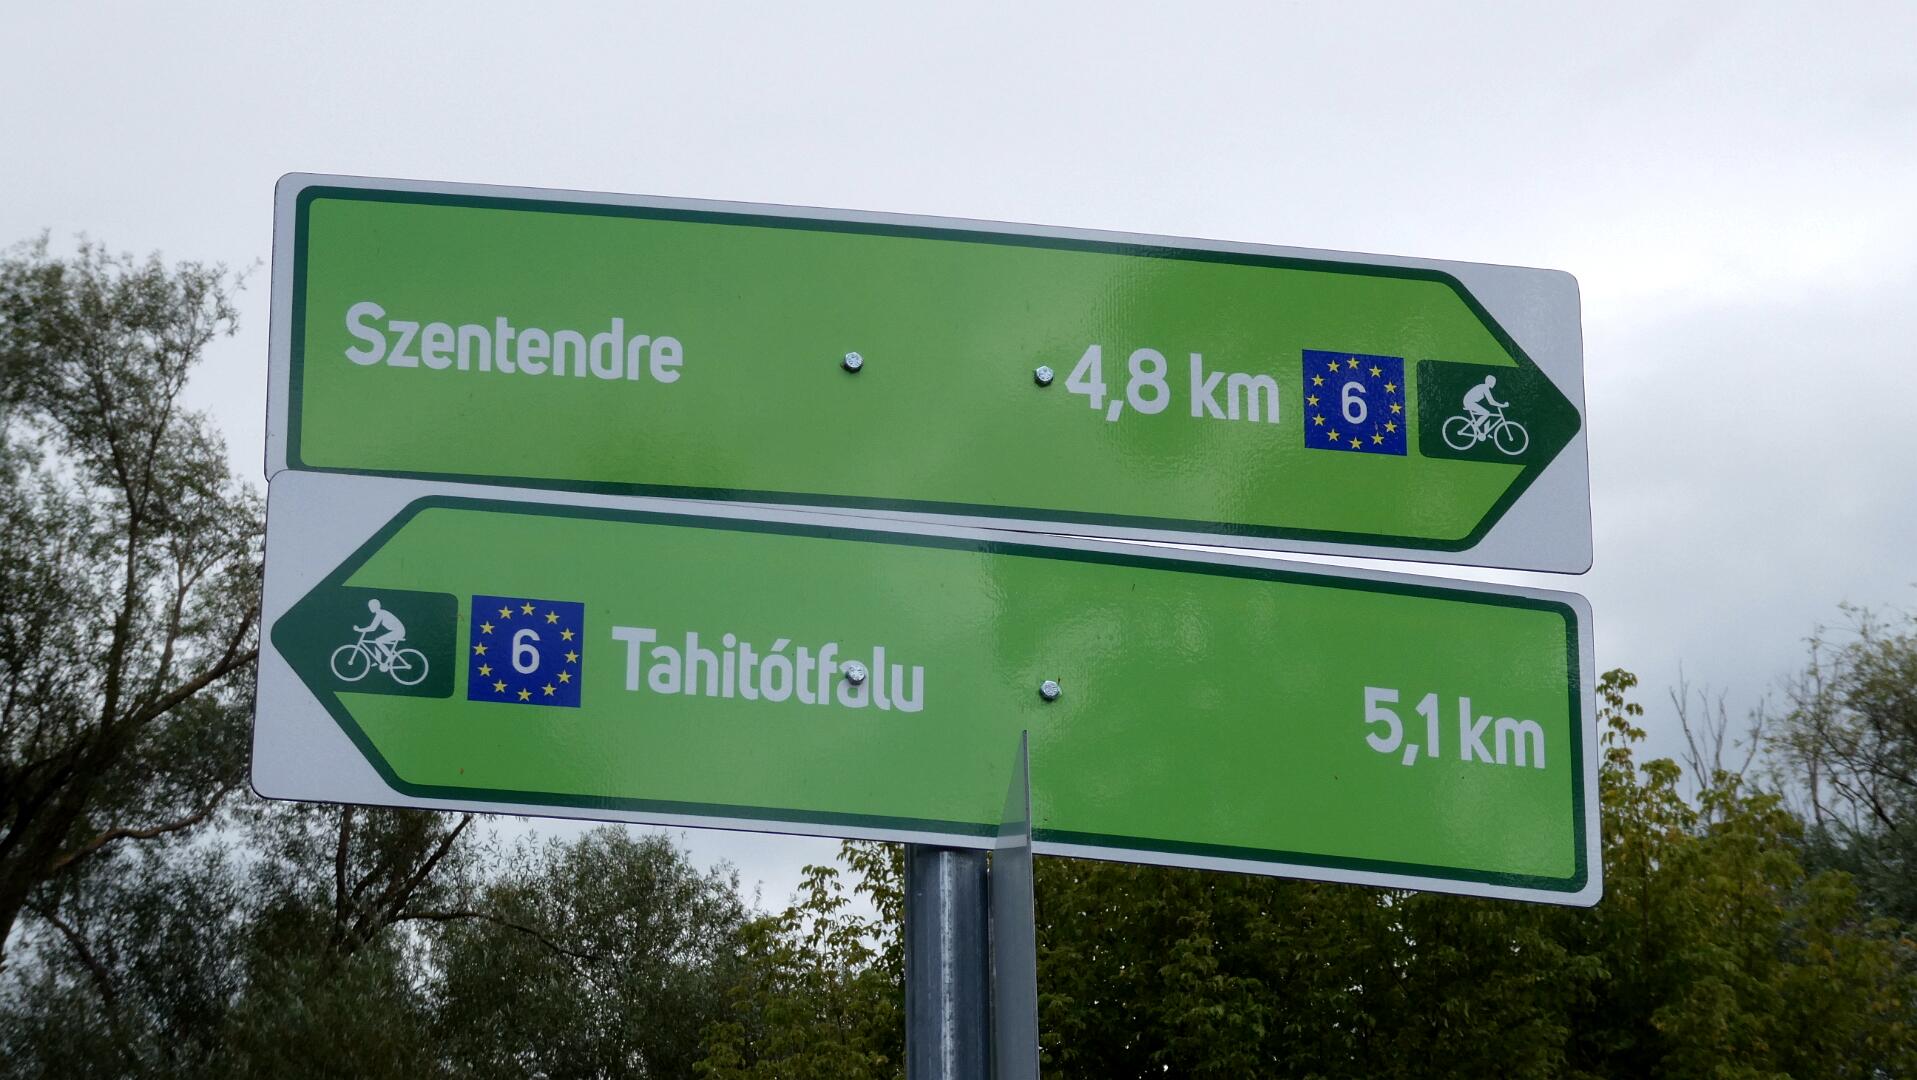 Szentendre 4,8 km 6
6 Tahitótfalu 5,1 km